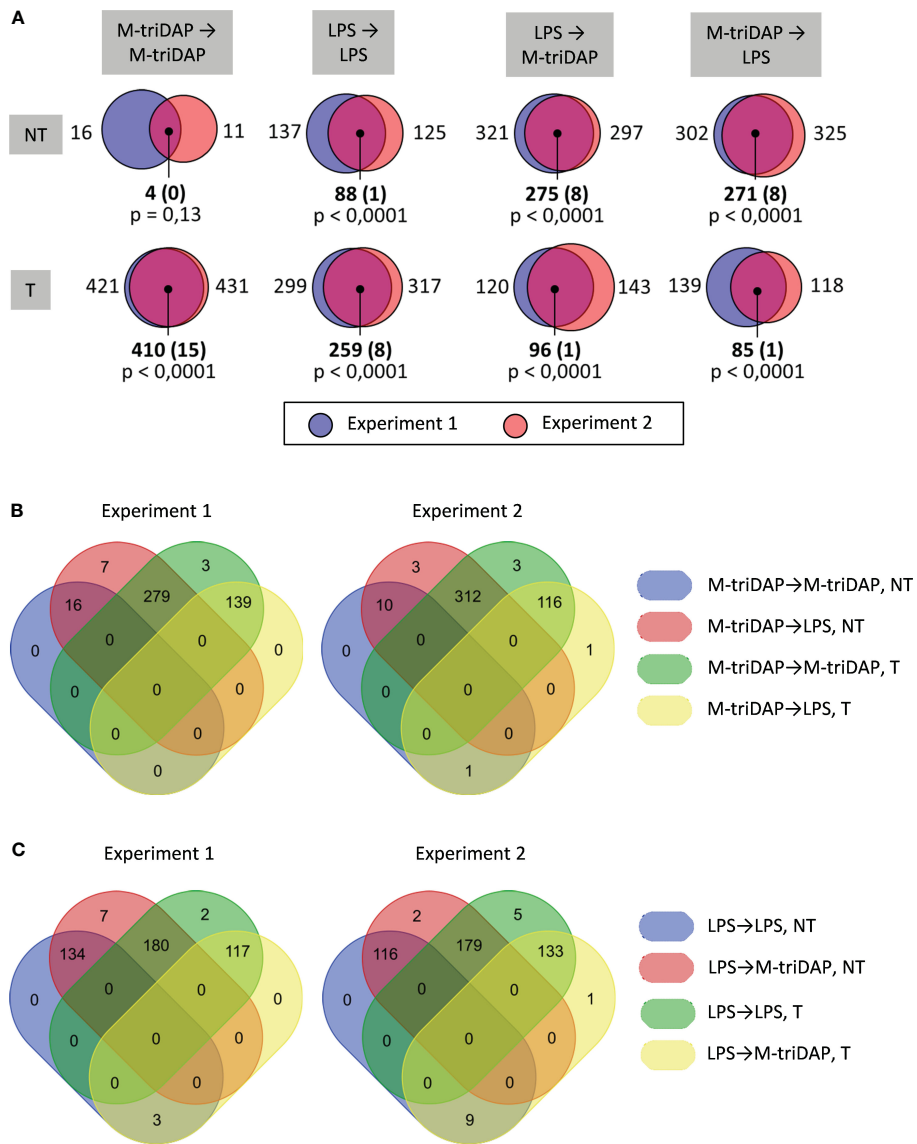 A
M-triDAP →
M-triDAP
LPS →
LPS
LPS →
M-triDAP
M-triDAP →
LPS
NT
16
11
4 (0)
p = 0,13
137
125
88 (1)
p < 0,0001
321
297
275 (8)
p < 0,0001
302
325
271 (8)
p < 0,0001
T
421
431
410 (15)
p < 0,0001
299
317
259 (8)
p < 0,0001
120
143
96 (1)
p < 0,0001
139
118
85 (1)
p < 0,0001
Experiment 1
Experiment 2
B
Experiment 1
7
3
16
279
139
0
0
0
0
0
0
0
0
0
0
Experiment 2
3
3
10
312
116
0
0
0
1
0
0
0
0
0
1
M-triDAP→M-triDAP, NT
M-triDAP→LPS, NT
M-triDAP→M-triDAP, T
M-triDAP→LPS, T
C
Experiment 1
7
2
134
180
117
0
0
0
0
0
0
0
0
0
3
Experiment 2
2
5
116
179
133
0
0
0
1
0
0
0
0
0
9
LPS→LPS, NT
LPS→M-triDAP, NT
LPS→LPS, T
LPS→M-triDAP, T